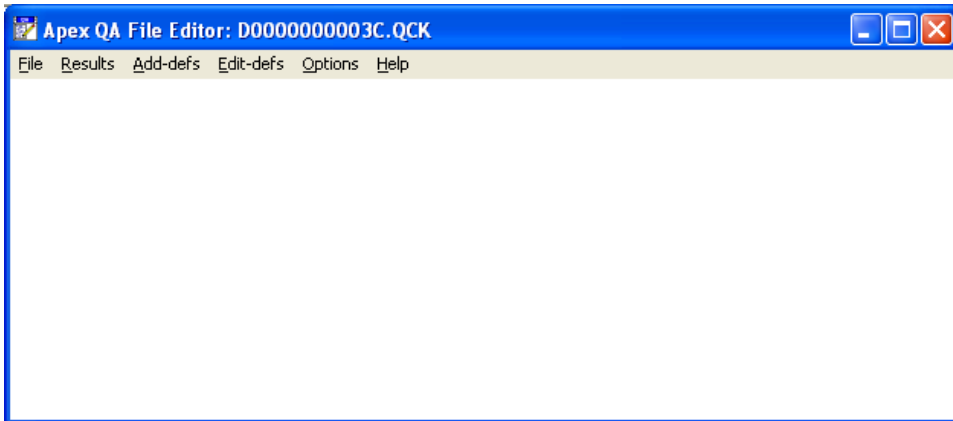 Apex QA File Editor: D0000000003C.QCK
File Results Add-defs Edit-defs Options Help